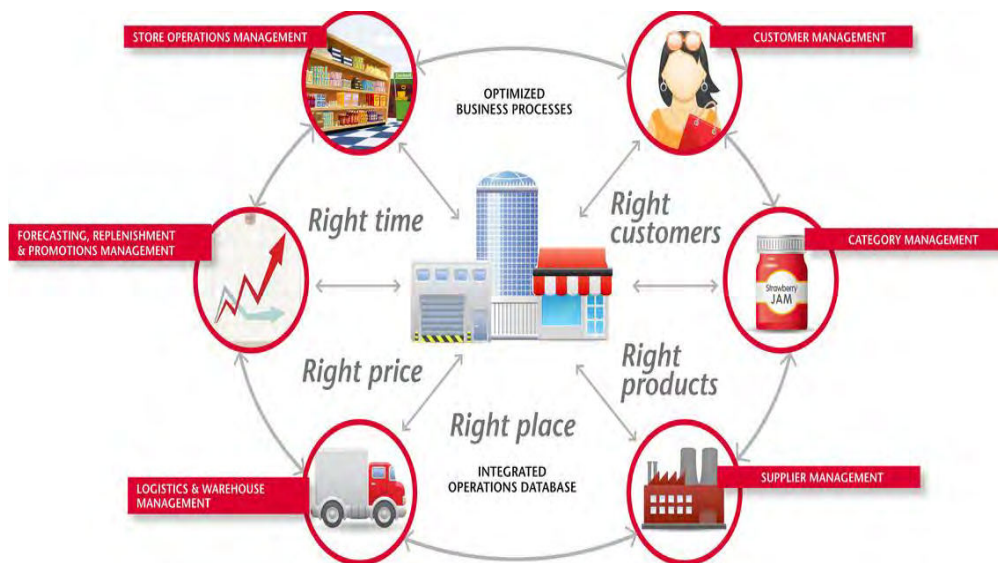 STORE OPERATIONS MANAGEMENT
CUSTOMER MANAGEMENT
OPTIMIZED
BUSINESS PROCESSES
Right time
Right
customers
FORECASTING, REPLENISHMENT
& PROMOTIONS MANAGEMENT
CATEGORY MANAGEMENT
Strawberry
JAM
Right price
Right
products
Right place
INTEGRATED
OPERATIONS DATABASE
LOGISTICS & WAREHOUSE
MANAGEMENT
SUPPLIER MANAGEMENT